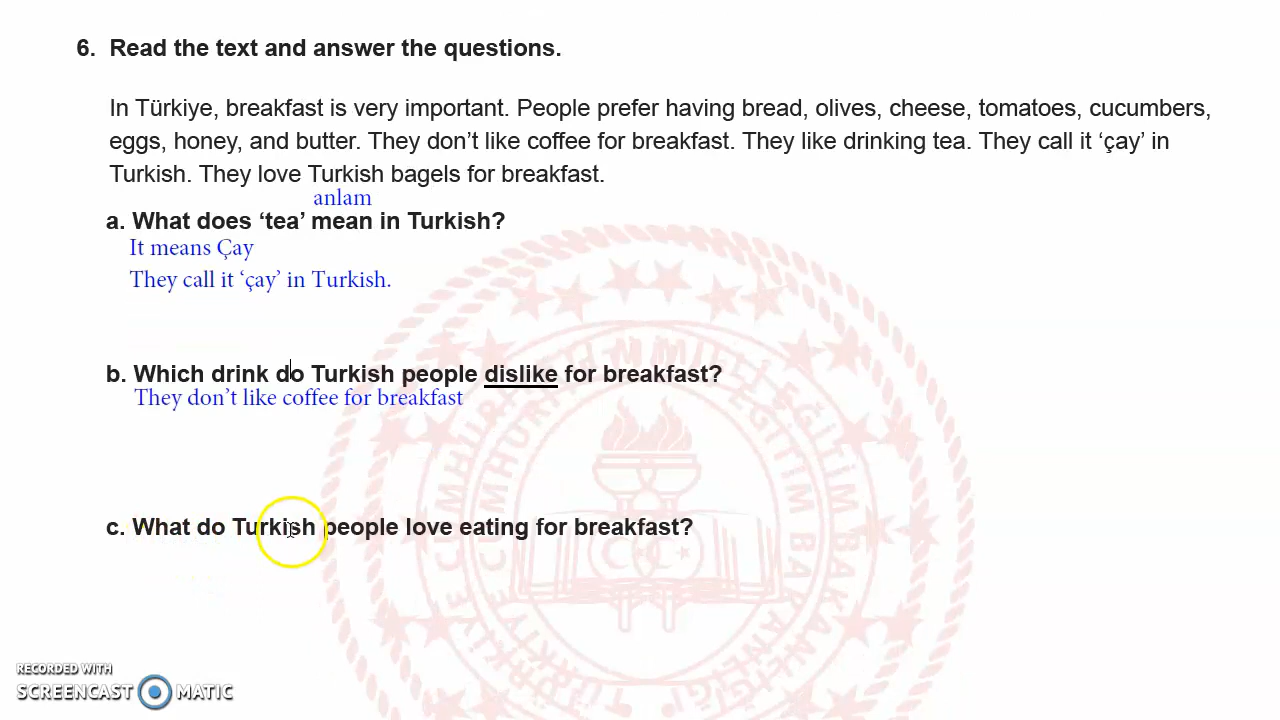 6. Read the text and answer the questions.
In Türkiye, breakfast is very important. People prefer having bread, olives, cheese, tomatoes, cucumbers,
eggs, honey, and butter. They don’t like coffee for breakfast. They like drinking tea. They call it ‘çay’ in
Turkish. They love Turkish bagels for breakfast.
anlam
a. What does ‘tea’ mean in Turkish?
It means Çay
They call it ‘çay’ in Turkish.
b. Which drink do Turkish people dislike for breakfast?
They don’t like coffee for breakfast
c. What do Turkish people love eating for breakfast?
RECORDED WITH
SCREENCAST MATIC